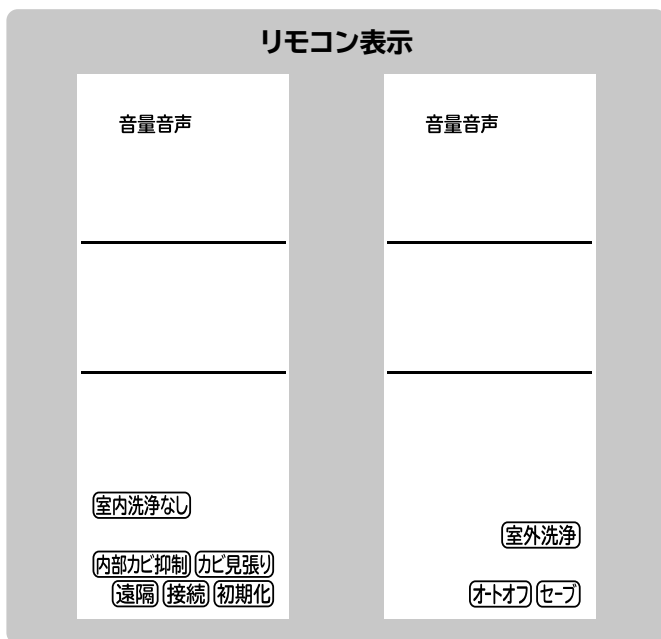 リモコン表示
音量音声
室内洗浄なし
内部カビ抑制 カビ見張り
遠隔 接続 初期化
音量音声
室外洗浄
オートオフ セーブ